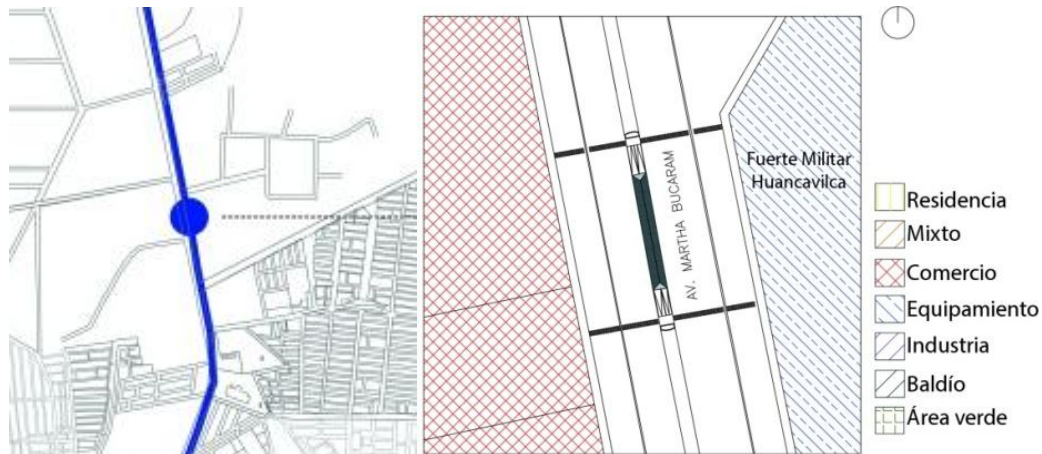 AV. MARTHA BUCARAM
Fuerte Militar
Huancavilca
Residencia
Mixto
Comercio
Equipamiento
Industria
Baldío
Área verde